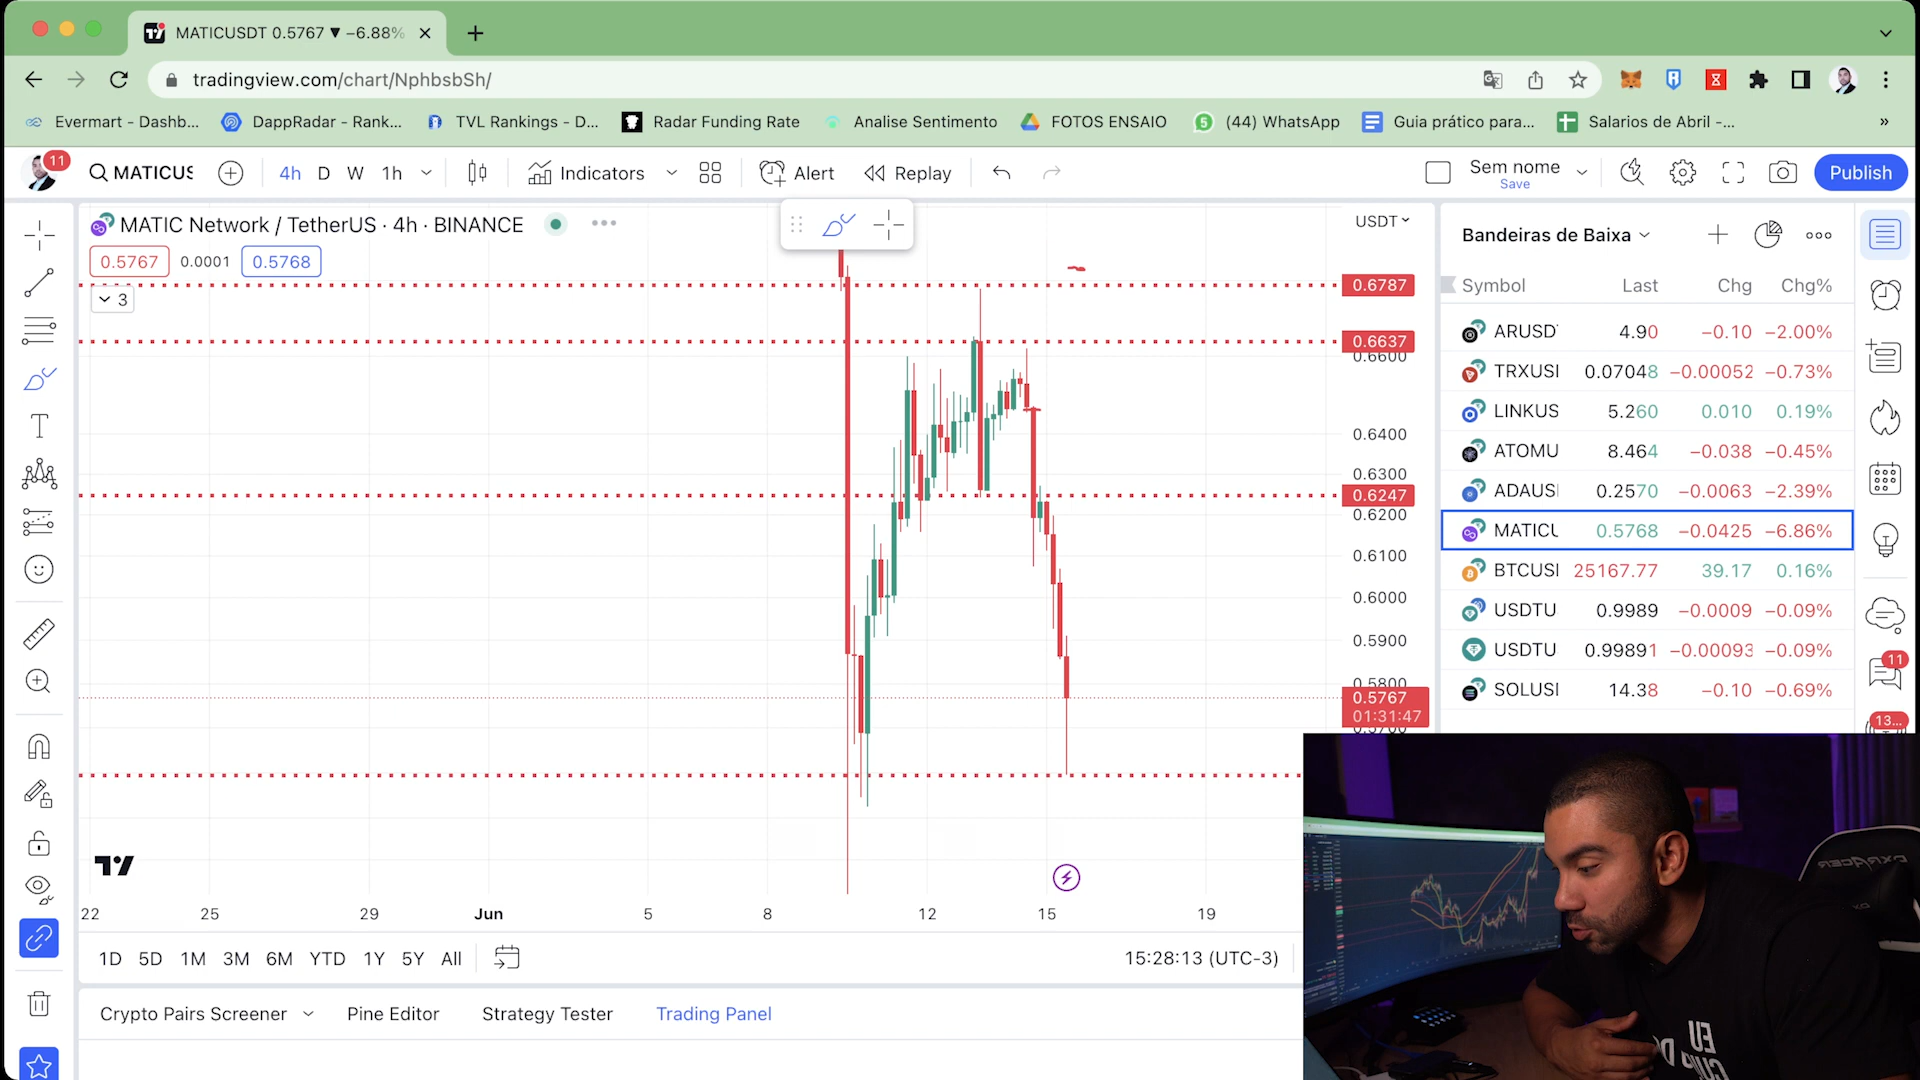 MATICUSDT 0.5767 ▼ −6.88%
tradingview.com/chart/NphbsbSh/
Evermart - Dashb... DappRadar - Rank... TVL Rankings - D... Radar Funding Rate Analise Sentimento FOTOS ENSAIO (44) WhatsApp Guia prático para... Salarios de Abril -... »
11 MATICUS 4h D W 1h Indicators Alert Replay Sem nome Save Publish
MATIC Network / TetherUS · 4h · BINANCE
0.5767 0.0001 0.5768
3
USDT
0.6787
0.6637
0.6600
0.6400
0.6300
0.6247
0.6200
0.6100
0.6000
0.5900
0.5800
0.5767
01:31:47
0.5700
22 25 29 Jun 5 8 12 15 19
1D 5D 1M 3M 6M YTD 1Y 5Y All
15:28:13 (UTC-3)
Crypto Pairs Screener Pine Editor Strategy Tester Trading Panel
Bandeiras de Baixa
Symbol Last Chg Chg%
ARUSD 4.90 −0.10 −2.00%
TRXUSI 0.07048 −0.00052 −0.73%
LINKUS 5.260 0.010 0.19%
ATOMU 8.464 −0.038 −0.45%
ADAUSI 0.2570 −0.0063 −2.39%
MATICU 0.5768 −0.0425 −6.86%
BTCUSI 25167.77 39.17 0.16%
USDTU 0.9989 −0.0009 −0.09%
USDTU 0.99891 −0.00093 −0.09%
SOLUSI 14.38 −0.10 −0.69%
11
13...
DXRACER
EU